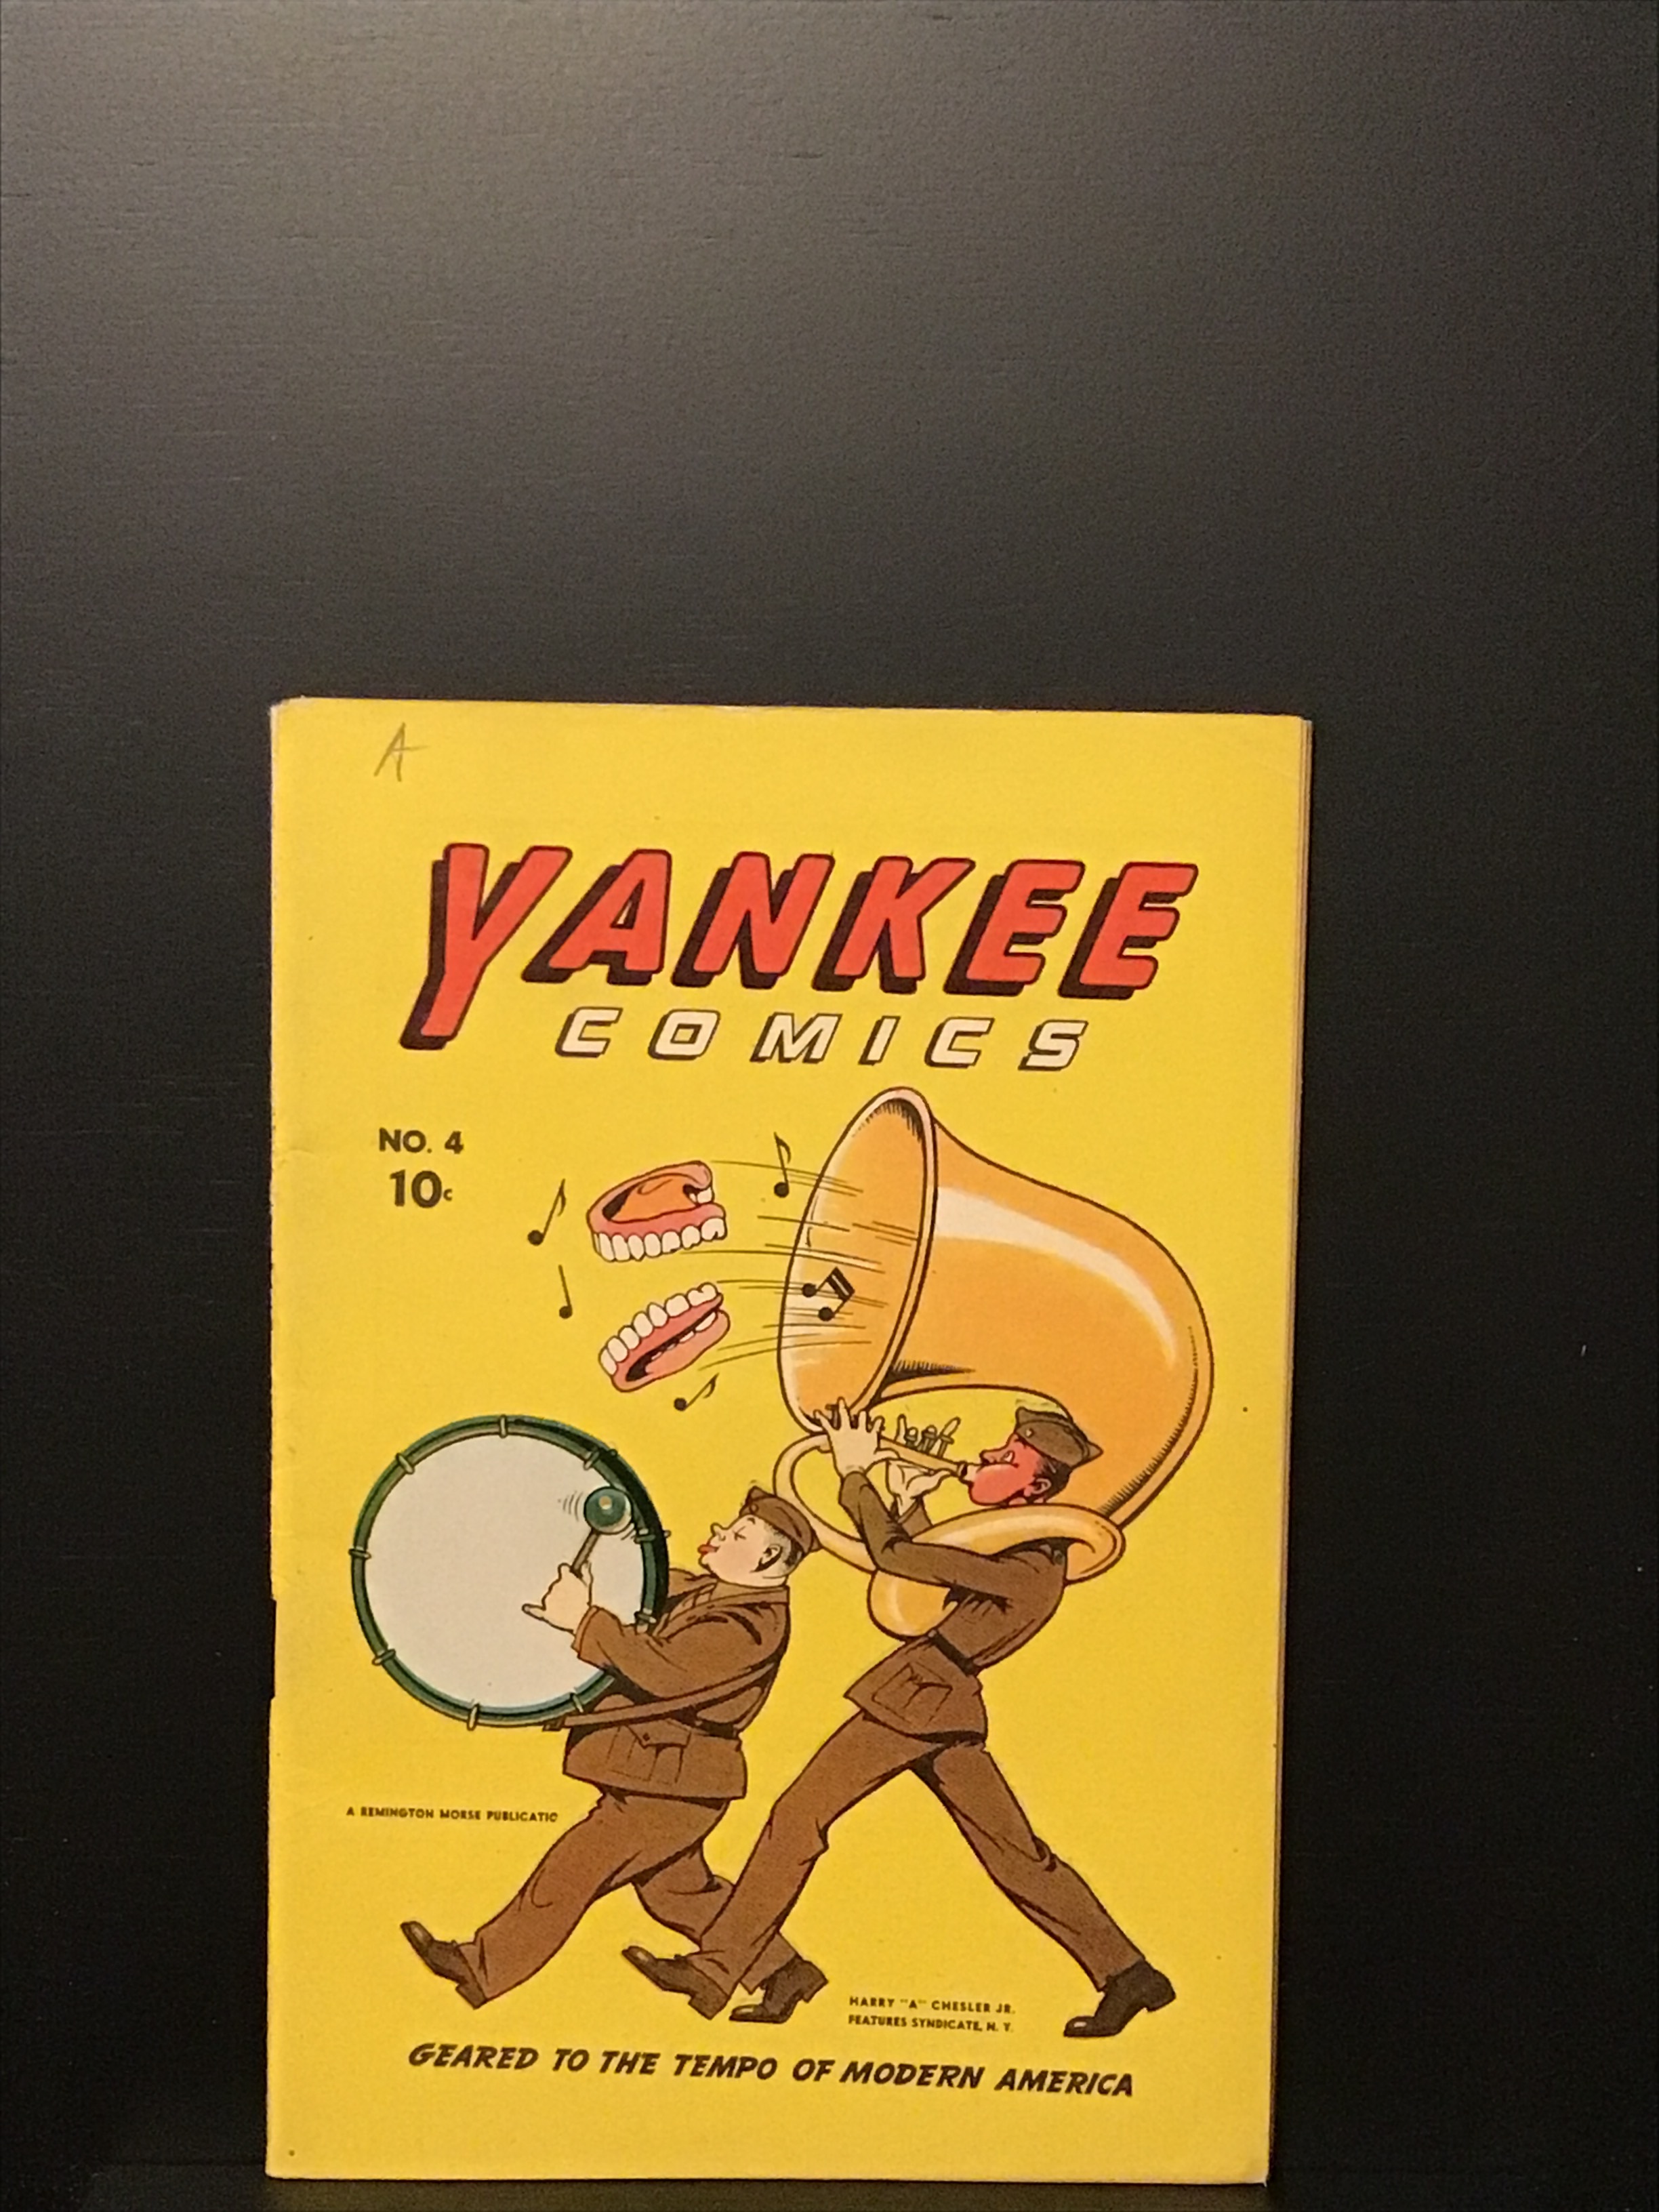 A
YANKEE
COMICS
NO. 4
10c
A REMINGTON MORSE PUBLICATIO
HARRY "A" CHESLER JR.
FEATURES SYNDICATE, N. Y.
GEARED TO THE TEMPO OF MODERN AMERICA